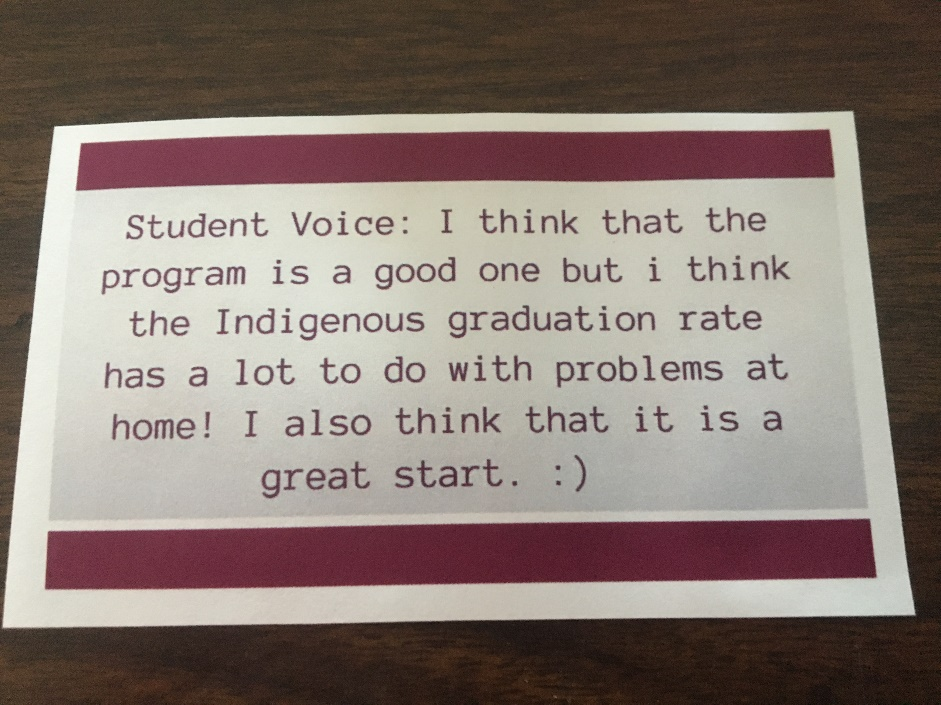 Student Voice: I think that the
program is a good one but i think
the Indigenous graduation rate
has a lot to do with problems at
home! I also think that it is a
great start. :)